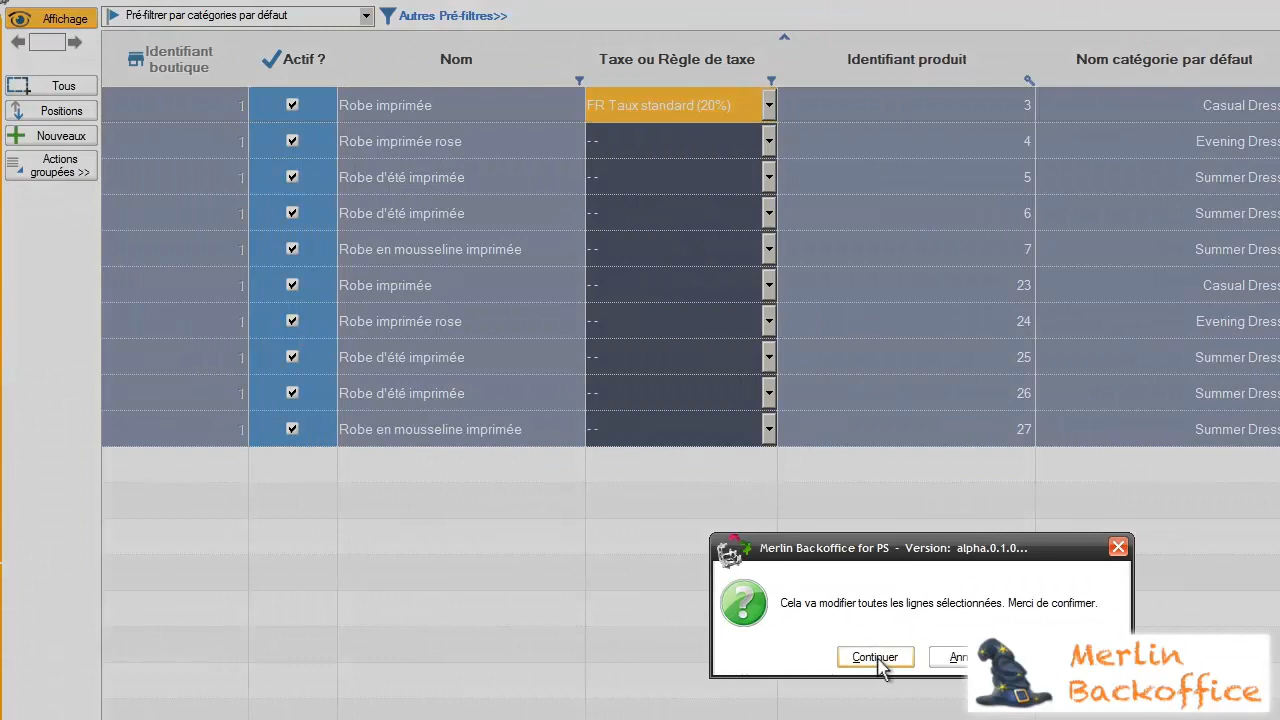 Affichage
Pré-filtrer par catégories par défaut
Autres Pré-filtres>>
Tous
Positions
Nouveaux
Actions
groupées >>
Identifiant
boutique
Actif ?
Nom
Taxe ou Règle de taxe
Identifiant produit
Nom catégorie par défaut
1 Robe imprimée FR Taux standard (20%) 3 Casual Dress
1 Robe imprimée rose - - 4 Evening Dress
1 Robe d'été imprimée - - 5 Summer Dress
1 Robe d'été imprimée - - 6 Summer Dress
1 Robe en mousseline imprimée - - 7 Summer Dress
1 Robe imprimée - - 23 Casual Dress
1 Robe imprimée rose - - 24 Evening Dress
1 Robe d'été imprimée - - 25 Summer Dress
1 Robe d'été imprimée - - 26 Summer Dress
1 Robe en mousseline imprimée - - 27 Summer Dress
Merlin Backoffice for PS - Version: alpha.0.1.0...
Cela va modifier toutes les lignes sélectionnées. Merci de confirmer.
Continuer
Ann
Merlin
Backoffice